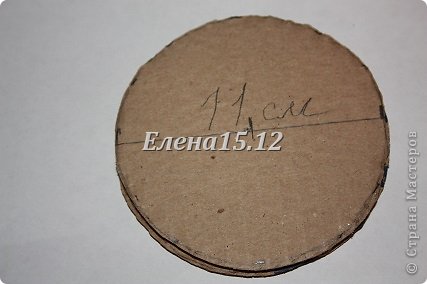 11 см
Елена15.12
© Страна Мастеров